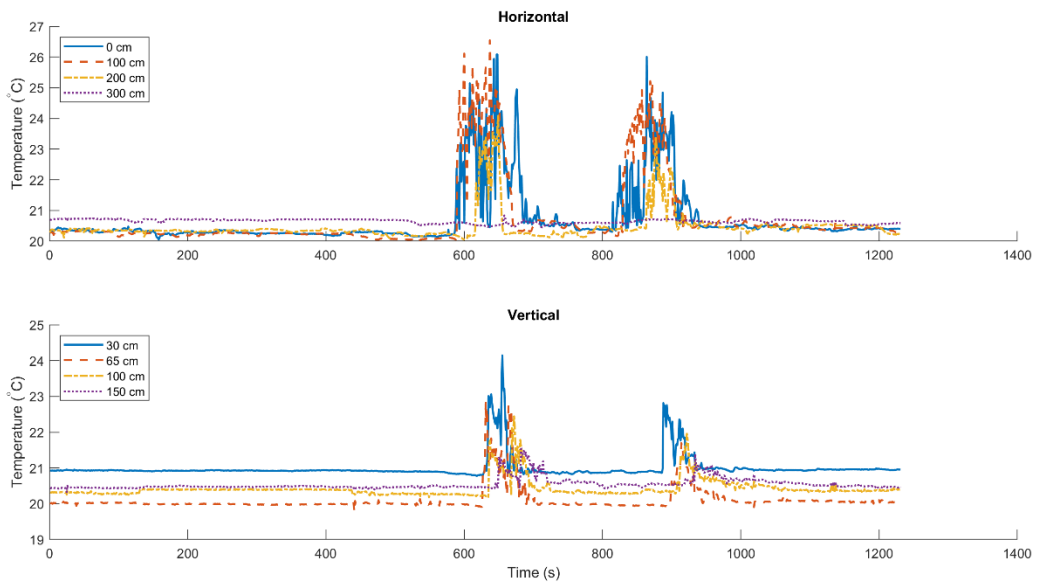 Horizontal
27
26
25
24
23
22
21
20
Temperature (°C)
0 cm
100 cm
200 cm
300 cm
0 200 400 600 800 1000 1200 1400
Vertical
25
24
23
22
21
20
19
Temperature (°C)
30 cm
65 cm
100 cm
150 cm
0 200 400 600 800 1000 1200 1400
Time (s)